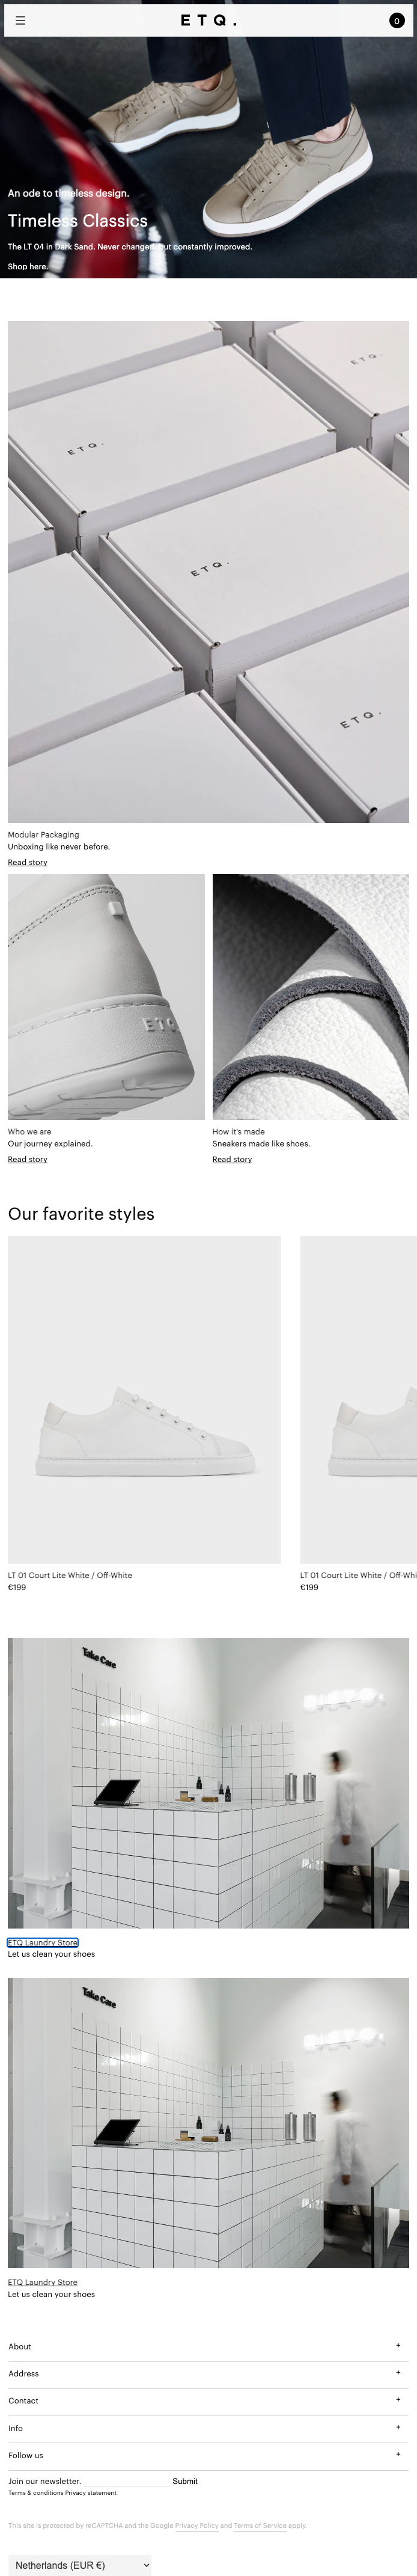 ETQ.
0
An ode to timeless design.
Timeless Classics
The LT 04 in Dark Sand. Never changed, but constantly improved.
Shop here.
ETQ.
ETQ.
ETQ.
ETQ.
Modular Packaging
Unboxing like never before.
Read story
ETQ.
Who we are
Our journey explained.
Read story
How it's made
Sneakers made like shoes.
Read story
Our favorite styles
LT 01 Court Lite White / Off-White
€199
LT 01 Court Lite White / Off-Whi
€199
Take Care
ETQ Laundry Store
Let us clean your shoes
Take Care
ETQ Laundry Store
Let us clean your shoes
About +
Address +
Contact +
Info +
Follow us +
Join our newsletter. Submit
Terms & conditions Privacy statement
This site is protected by reCAPTCHA and the Google Privacy Policy and Terms of Service apply.
Netherlands (EUR €)